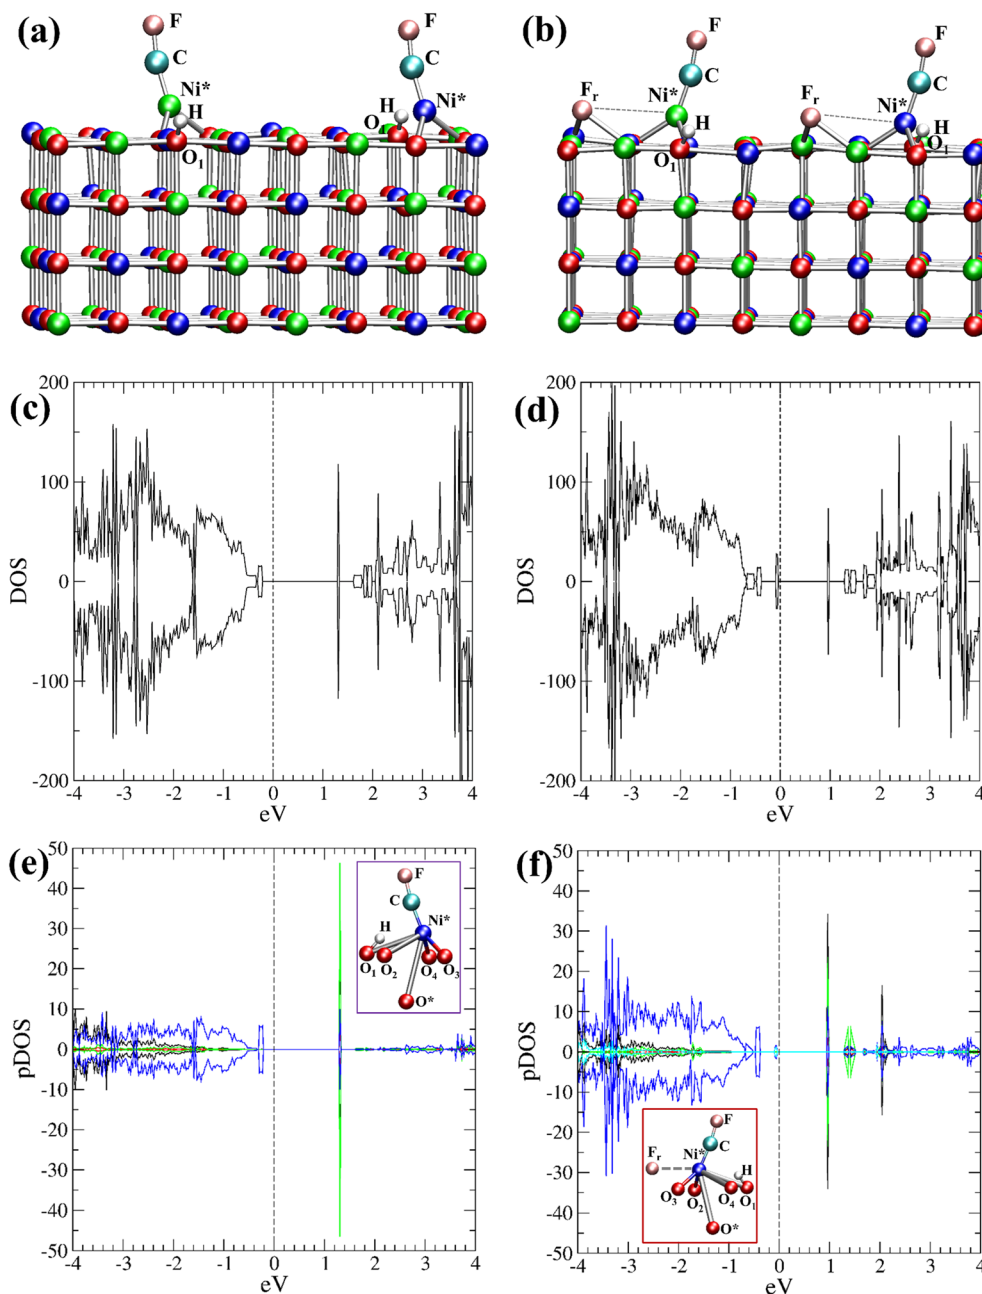 (a)
F
C
Ni*
H
O₁
F
C
Ni*
H
O
(b)
F
C
Ni*
Fᵣ
H
O₁
F
C
Ni*
Fᵣ
H
O₁
(c)
DOS
200
100
0
-100
-200
-4 -3 -2 -1 0 1 2 3 4
eV
(d)
DOS
200
100
0
-100
-200
-4 -3 -2 -1 0 1 2 3 4
eV
(e)
pDOS
50
40
30
20
10
0
-10
-20
-30
-40
-50
-4 -3 -2 -1 0 1 2 3 4
eV
F
C
Ni*
H
O₁ O₂ O₄ O₃
O*
(f)
pDOS
50
40
30
20
10
0
-10
-20
-30
-40
-50
-4 -3 -2 -1 0 1 2 3 4
eV
F
C
Fᵣ Ni*
H
O₃ O₂ O₄ O₁
O*